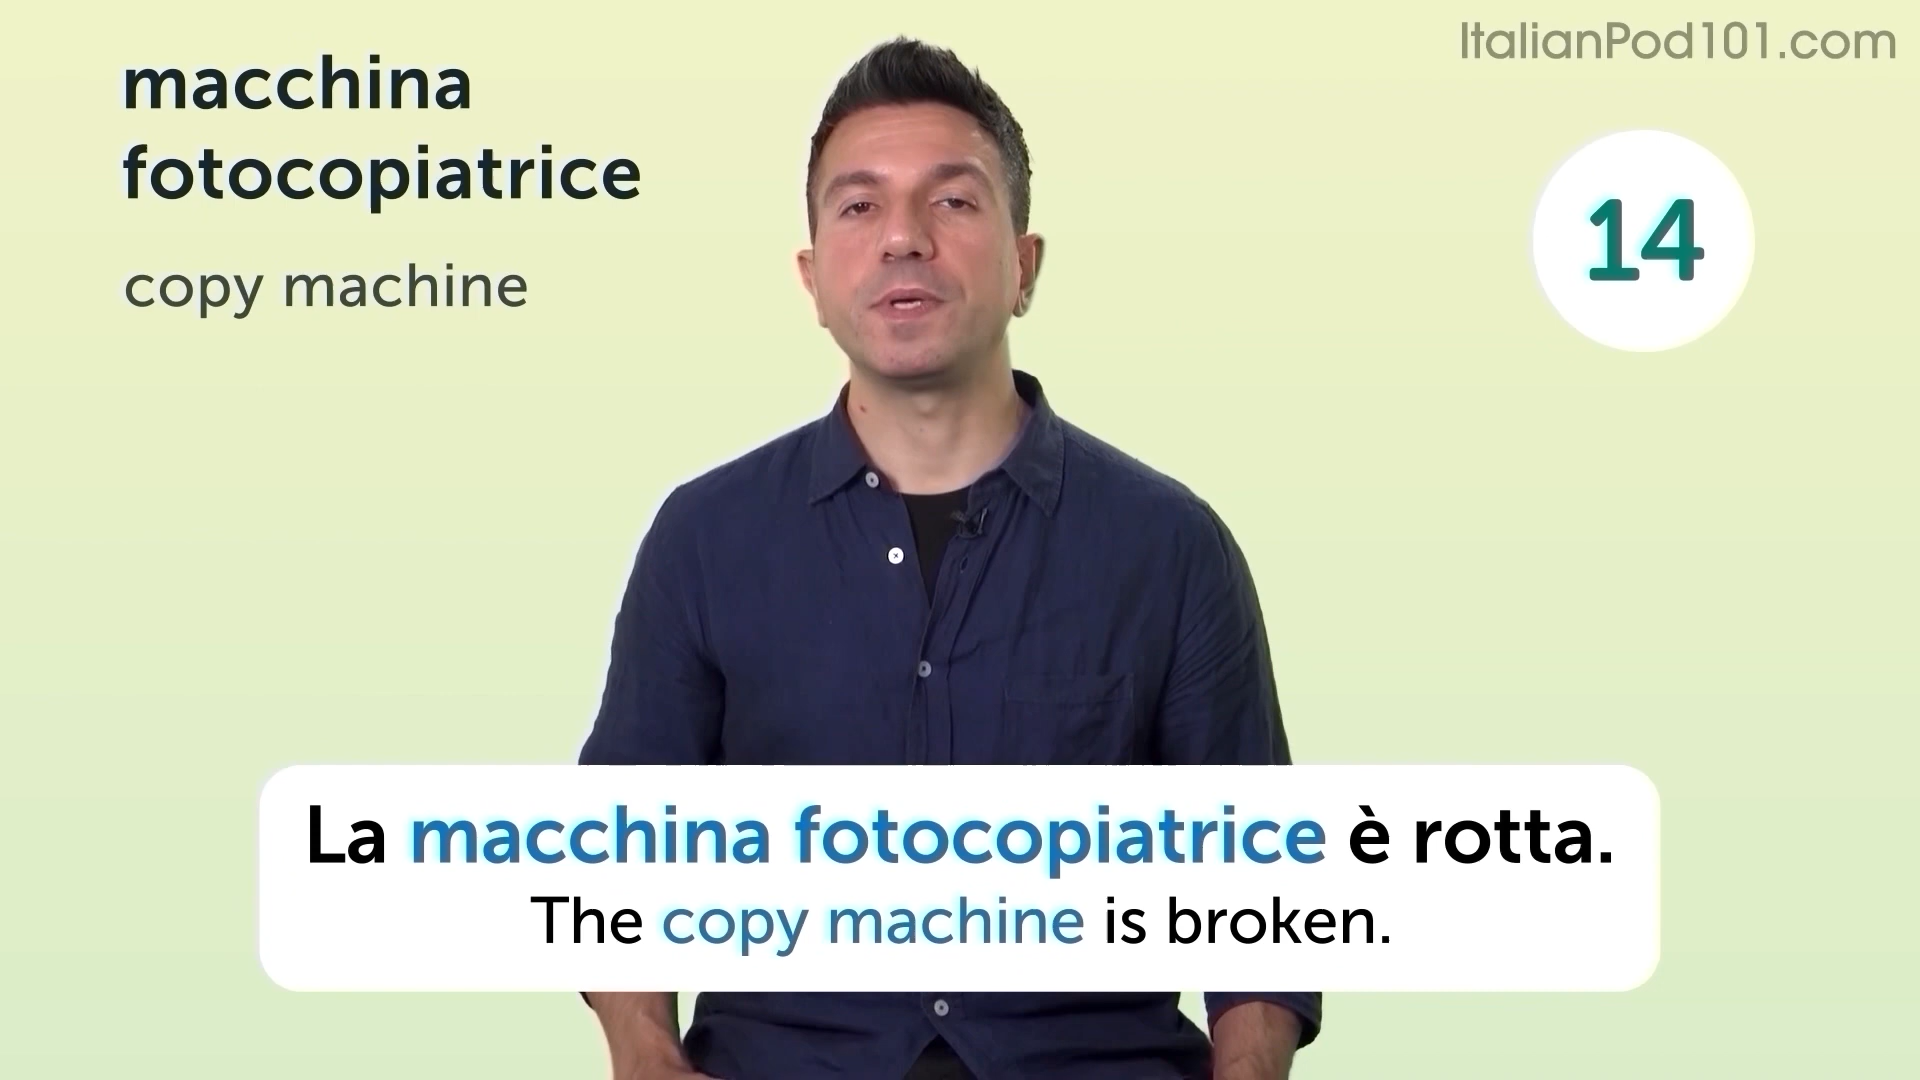 ItalianPod101.com
macchina
fotocopiatrice
copy machine
14
La macchina fotocopiatrice è rotta.
The copy machine is broken.